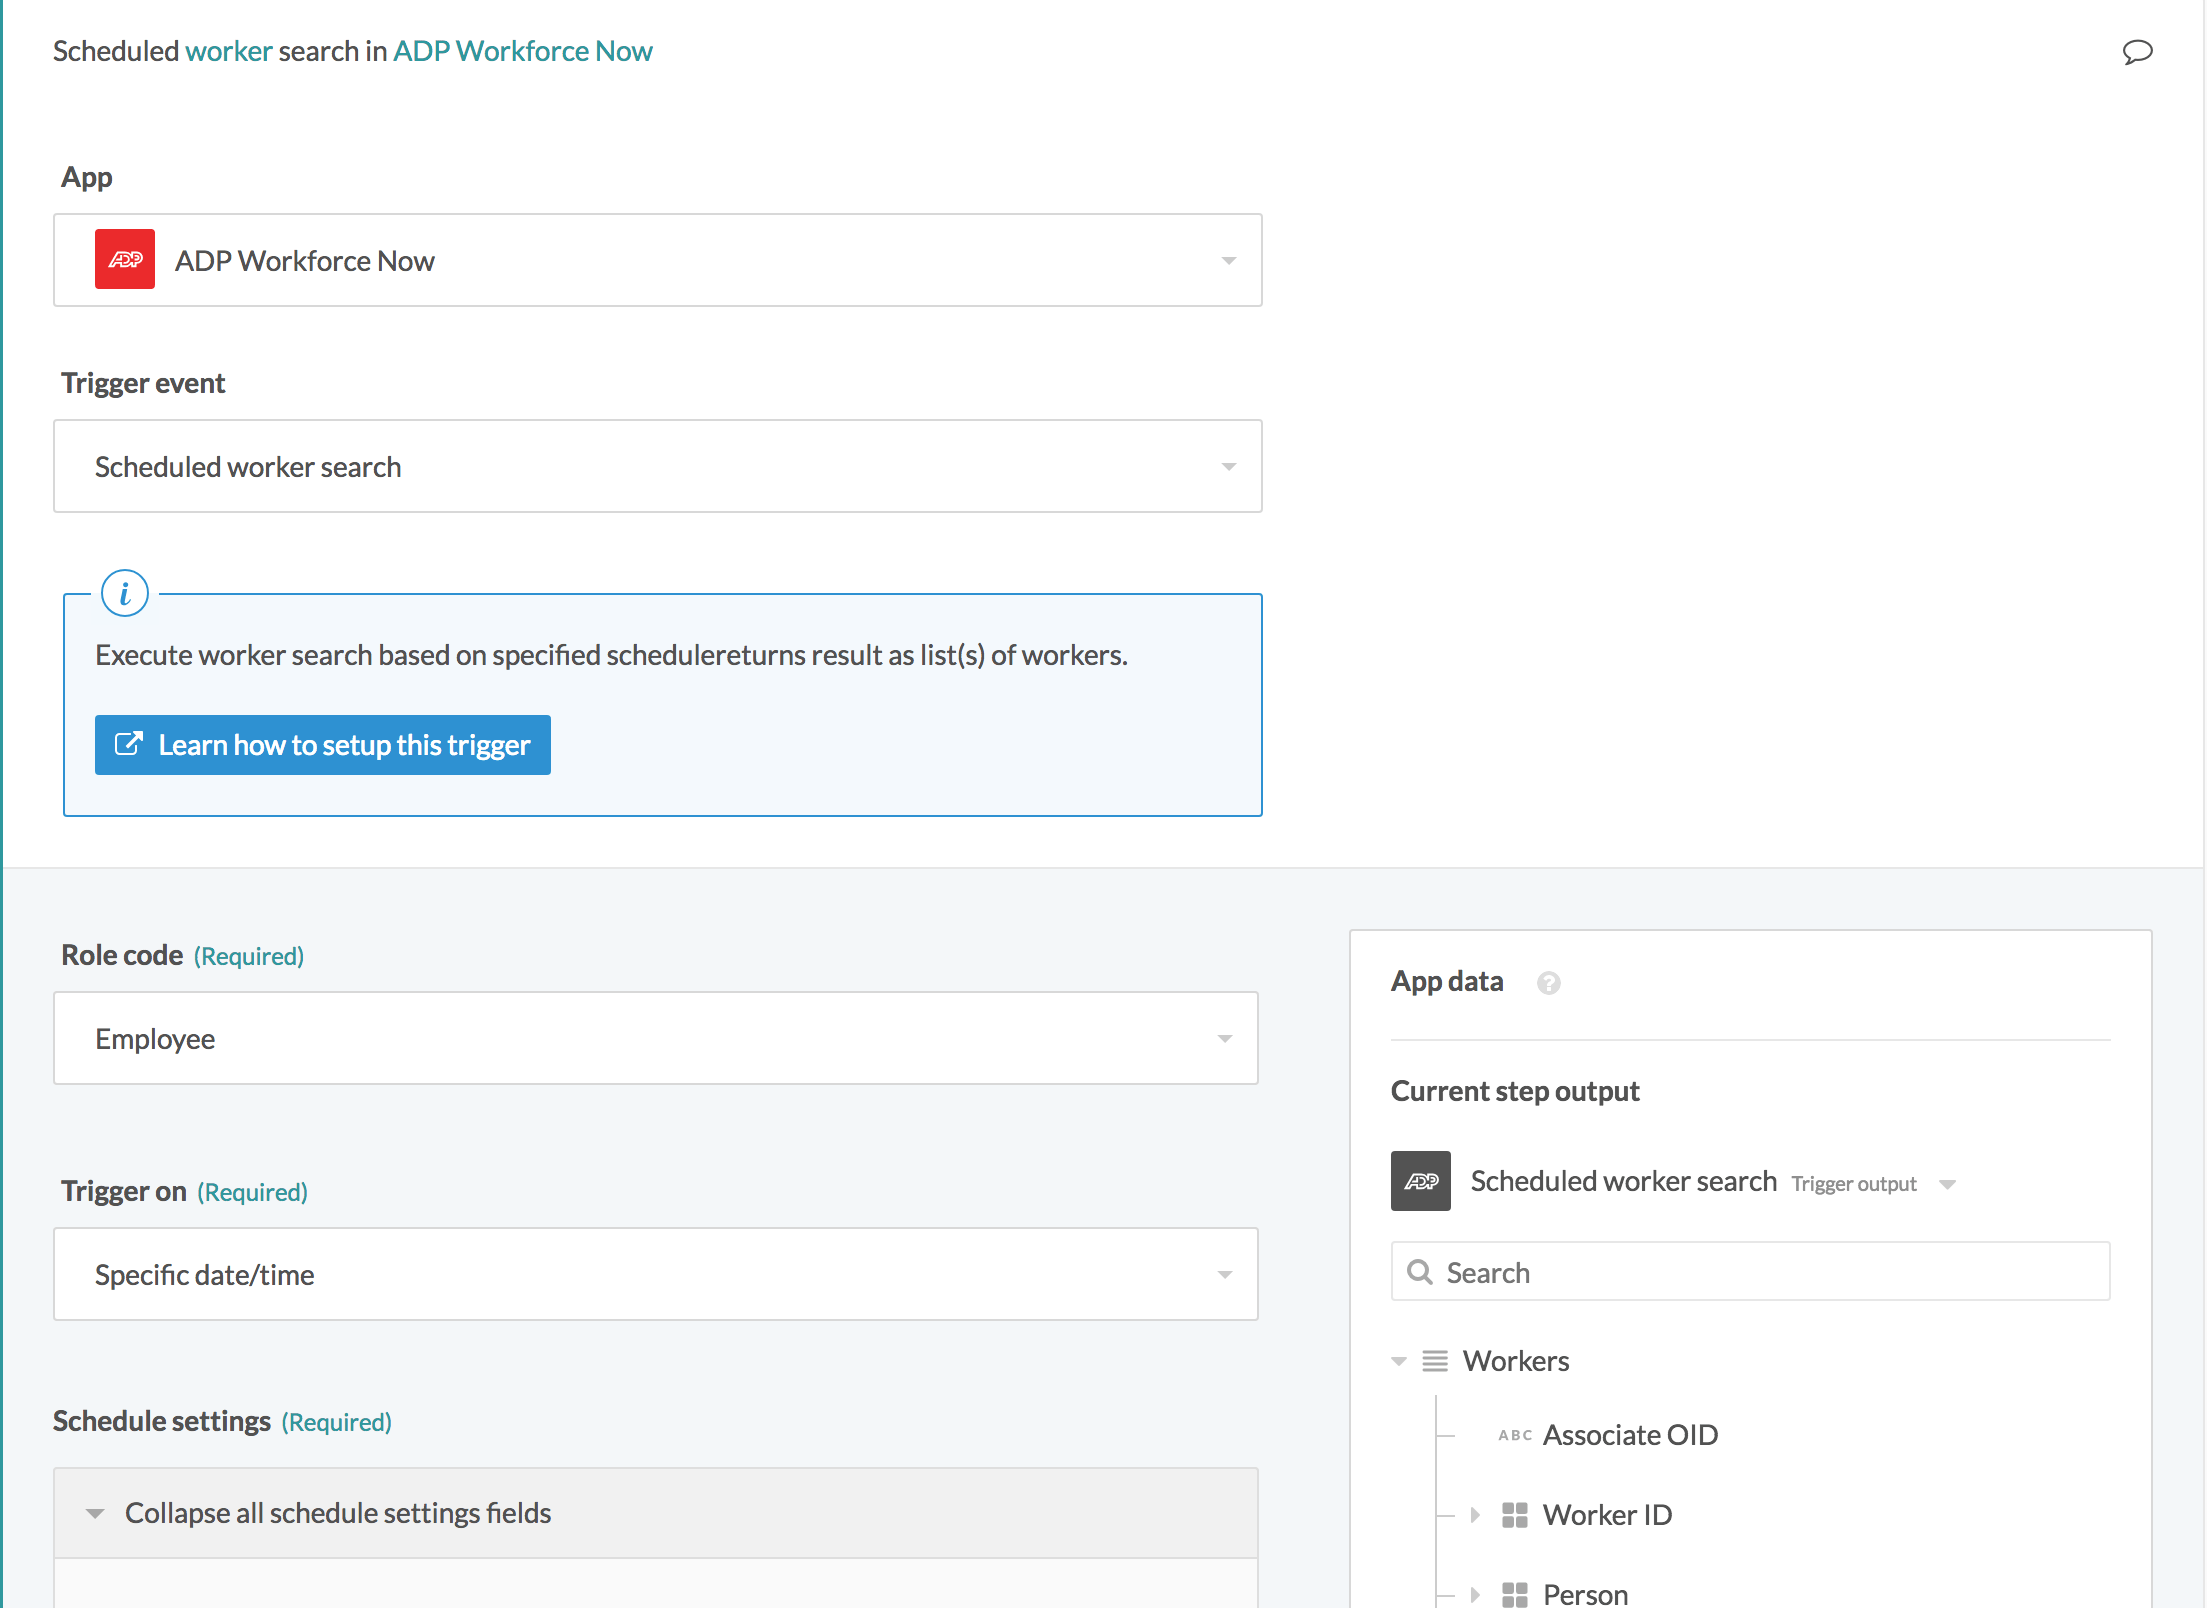 Scheduled worker search in ADP Workforce Now
App
ADP ADP Workforce Now
Trigger event
Scheduled worker search
i
Execute worker search based on specified schedulereturns result as list(s) of workers.
Learn how to setup this trigger
Role code (Required)
Employee
Trigger on (Required)
Specific date/time
Schedule settings (Required)
Collapse all schedule settings fields
App data ?
Current step output
ADP Scheduled worker search Trigger output
Search
Workers
ABC Associate OID
Worker ID
Person